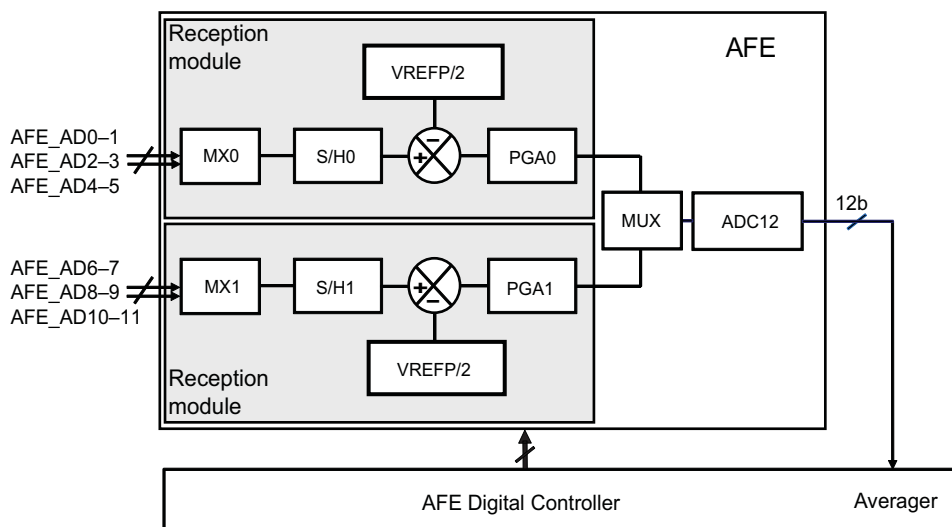 Reception
module
AFE
VREFP/2
AFE_AD0–1
AFE_AD2–3
AFE_AD4–5
MX0
S/H0
−
+
PGA0
MUX
ADC12
12b
AFE_AD6–7
AFE_AD8–9
AFE_AD10–11
MX1
S/H1
+
−
PGA1
VREFP/2
Reception
module
AFE Digital Controller
Averager